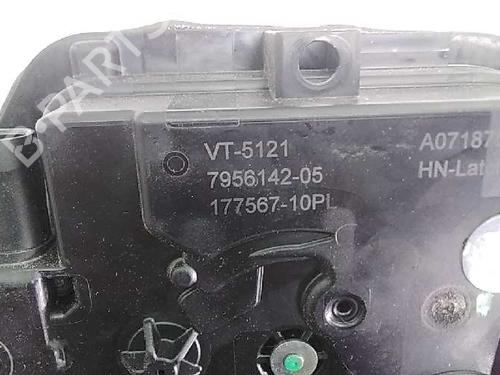 B-PARTS
VT-5121
7956142-05
177567-10PL
A07187
HN-Lat